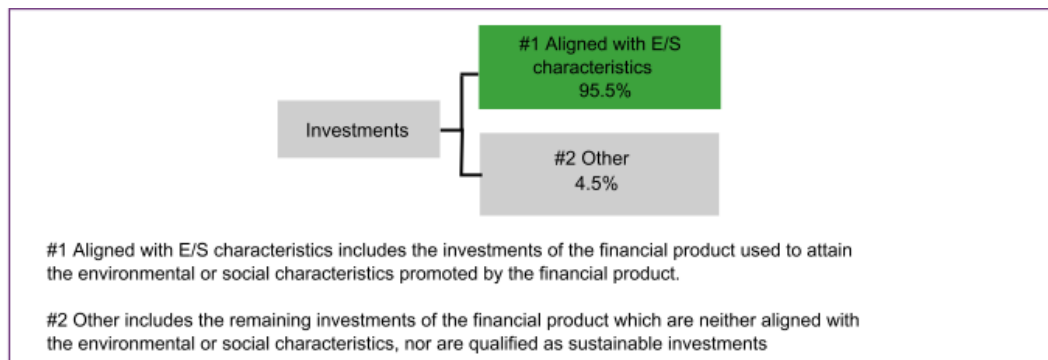 #1 Aligned with E/S
characteristics
95.5%
Investments
#2 Other
4.5%
#1 Aligned with E/S characteristics includes the investments of the financial product used to attain
the environmental or social characteristics promoted by the financial product.
#2 Other includes the remaining investments of the financial product which are neither aligned with
the environmental or social characteristics, nor are qualified as sustainable investments